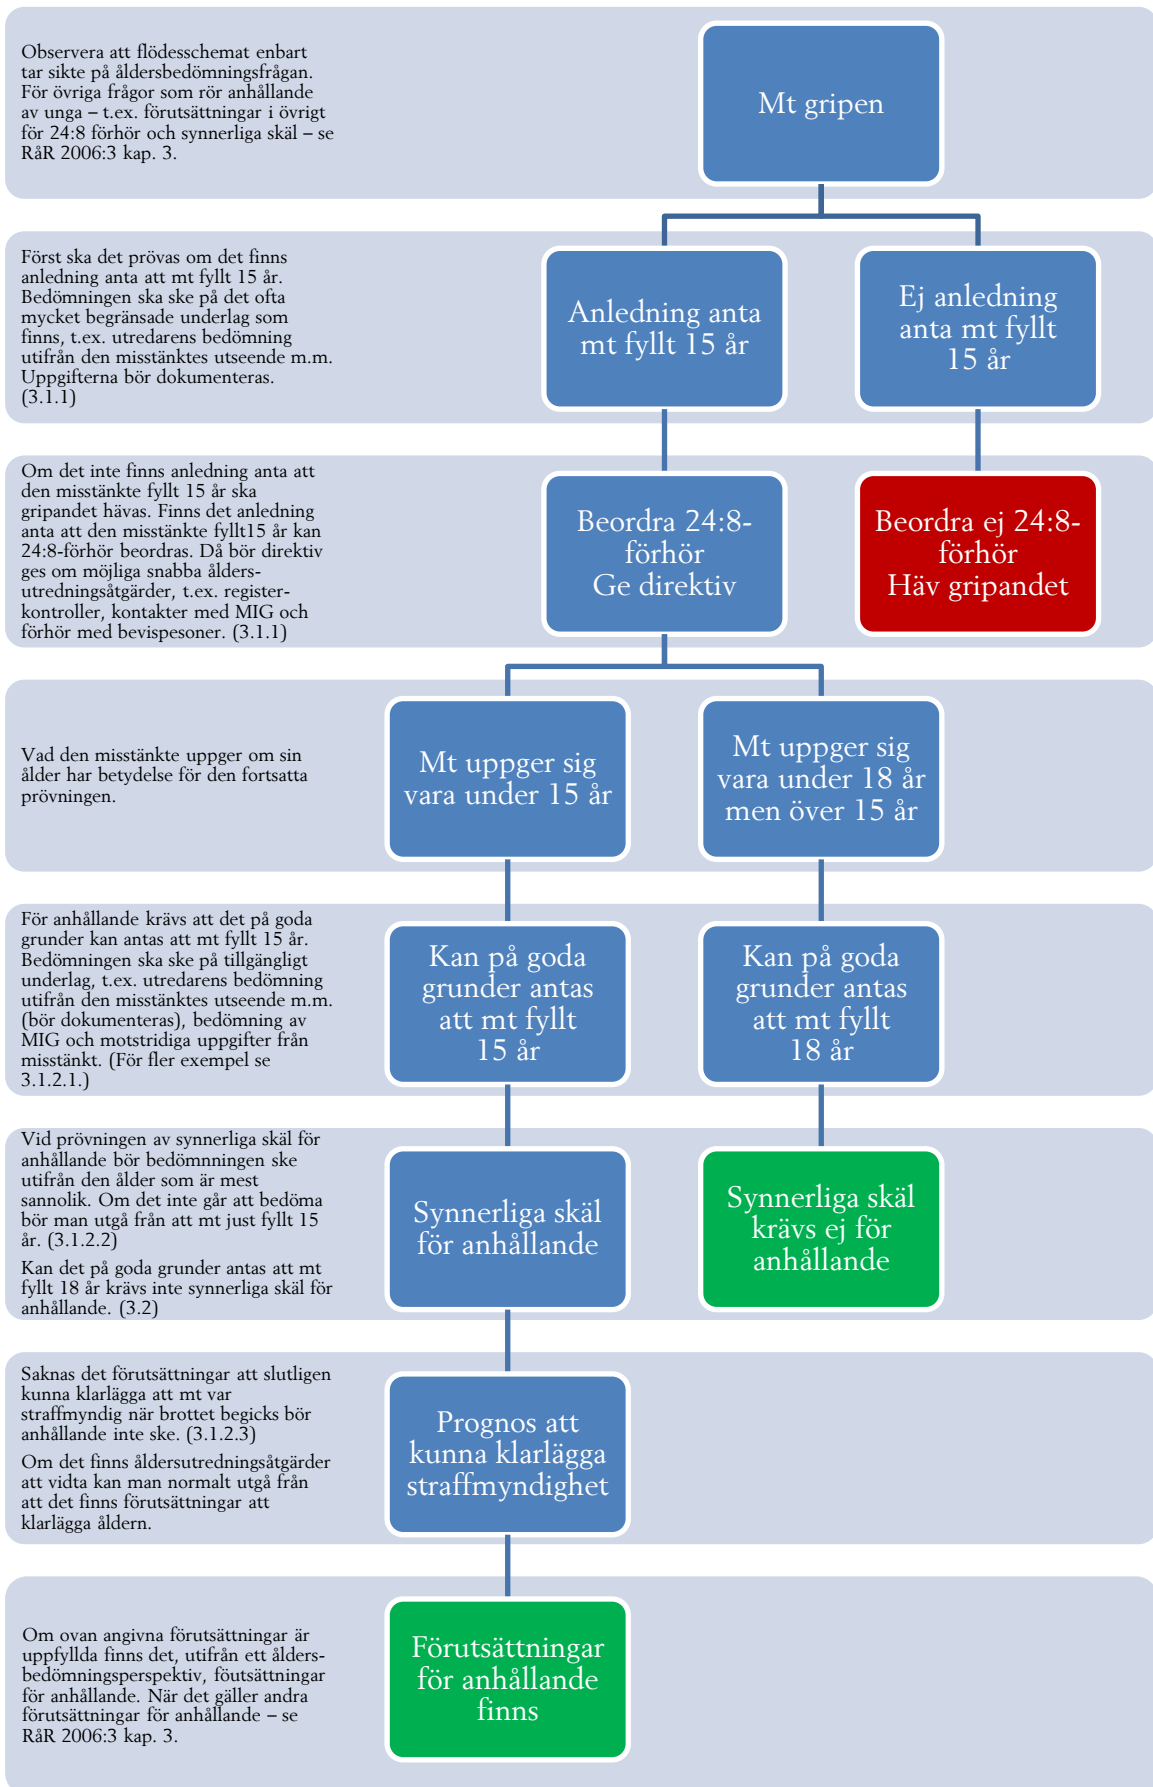 Observera att flödesschemat enbart
tar sikte på åldersbedömningsfrågan.
För övriga frågor som rör anhållande
av unga – t.ex. förutsättningar i övrigt
för 24:8 förhör och synnerliga skäl – se
RåR 2006:3 kap. 3.
Mt gripen
Först ska det prövas om det finns
anledning anta att mt fyllt 15 år.
Bedömningen ska ske på det ofta
mycket begränsade underlag som
finns, t.ex. utredarens bedömning
utifrån den misstänktes utseende m.m.
Uppgifterna bör dokumenteras.
(3.1.1)
Anledning anta
mt fyllt 15 år
Ej anledning
anta mt fyllt
15 år
Om det inte finns anledning anta att
den misstänkte fyllt 15 år ska
gripandet hävas. Finns det anledning
anta att den misstänkte fyllt15 år kan
24:8-förhör beordras. Då bör direktiv
ges om möjliga snabba ålders-
utredningsåtgärder, t.ex. register-
kontroller, kontakter med MIG och
förhör med bevispesoner. (3.1.1)
Beordra 24:8-
förhör
Ge direktiv
Beordra ej 24:8-
förhör
Häv gripandet
Vad den misstänkte uppger om sin
ålder har betydelse för den fortsatta
prövningen.
Mt uppger sig
vara under 15 år
Mt uppger sig
vara under 18 år
men över 15 år
För anhållande krävs att det på goda
grunder kan antas att mt fyllt 15 år.
Bedömningen ska ske på tillgängligt
underlag, t.ex. utredarens bedömning
utifrån den misstänktes utseende m.m.
(bör dokumenteras), bedömning av
MIG och motstridiga uppgifter från
misstänkt. (För fler exempel se
3.1.2.1.)
Kan på goda
grunder antas
att mt fyllt
15 år
Kan på goda
grunder antas
att mt fyllt
18 år
Vid prövningen av synnerliga skäl för
anhållande bör bedömnningen ske
utifrån den ålder som är mest
sannolik. Om det inte går att bedöma
bör man utgå från att mt just fyllt 15
år. (3.1.2.2)
Kan det på goda grunder antas att mt
fyllt 18 år krävs inte synnerliga skäl för
anhållande. (3.2)
Synnerliga skäl
för anhållande
Synnerliga skäl
krävs ej för
anhållande
Saknas det förutsättningar att slutligen
kunna klarlägga att mt var
straffmyndig när brottet begicks bör
anhållande inte ske. (3.1.2.3)
Om det finns åldersutredningsåtgärder
att vidta kan man normalt utgå från
att det finns förutsättningar att
klarlägga åldern.
Prognos att
kunna klarlägga
straffmyndighet
Om ovan angivna förutsättningar är
uppfyllda finns det, utifrån ett ålders-
bedömningsperspektiv, föutsättningar
för anhållande. När det gäller andra
förutsättningar för anhållande – se
RåR 2006:3 kap. 3.
Förutsättningar
för anhållande
finns